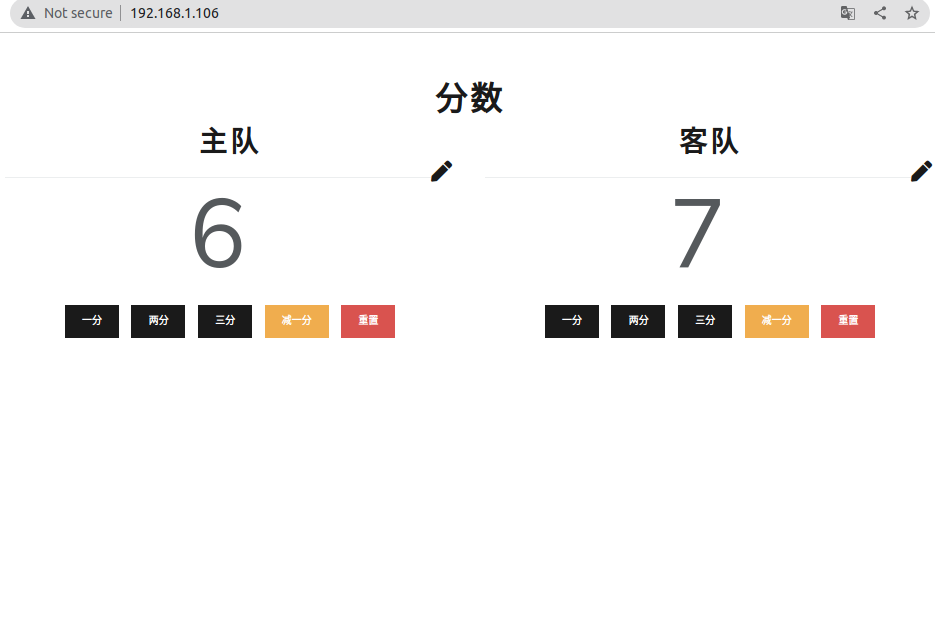 Not secure 192.168.1.106
分数
主队 客队
6 7
一分 两分 三分 减一分 重置 一分 两分 三分 减一分 重置